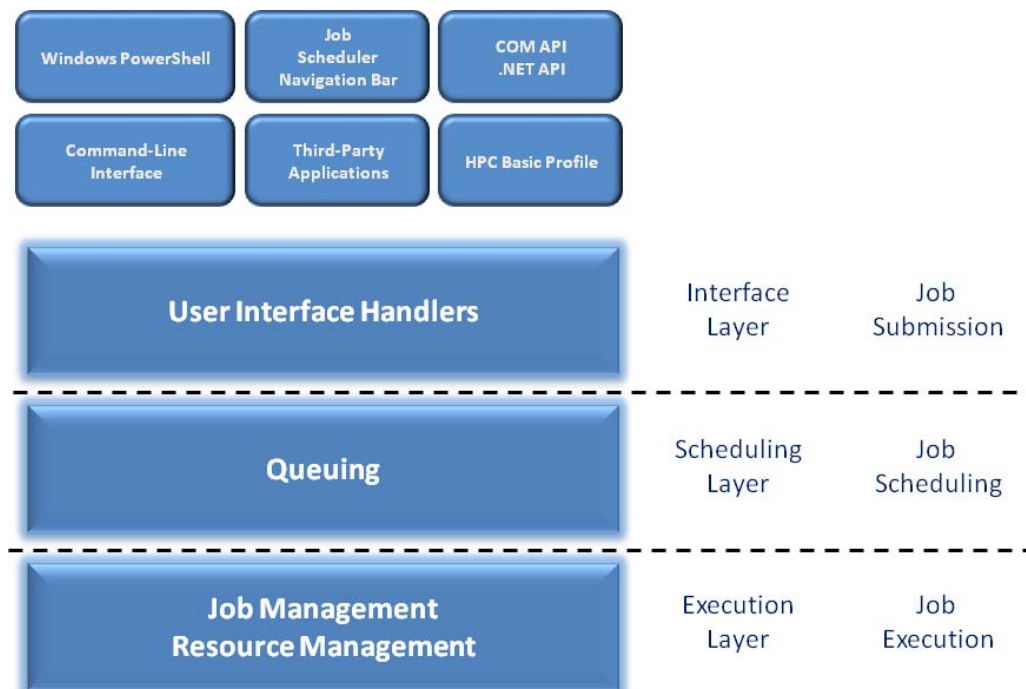 Windows PowerShell
Job
Scheduler
Navigation Bar
COM API
.NET API
Command-Line
Interface
Third-Party
Applications
HPC Basic Profile
User Interface Handlers
Interface
Layer
Job
Submission
Queuing
Scheduling
Layer
Job
Scheduling
Job Management
Resource Management
Execution
Layer
Job
Execution